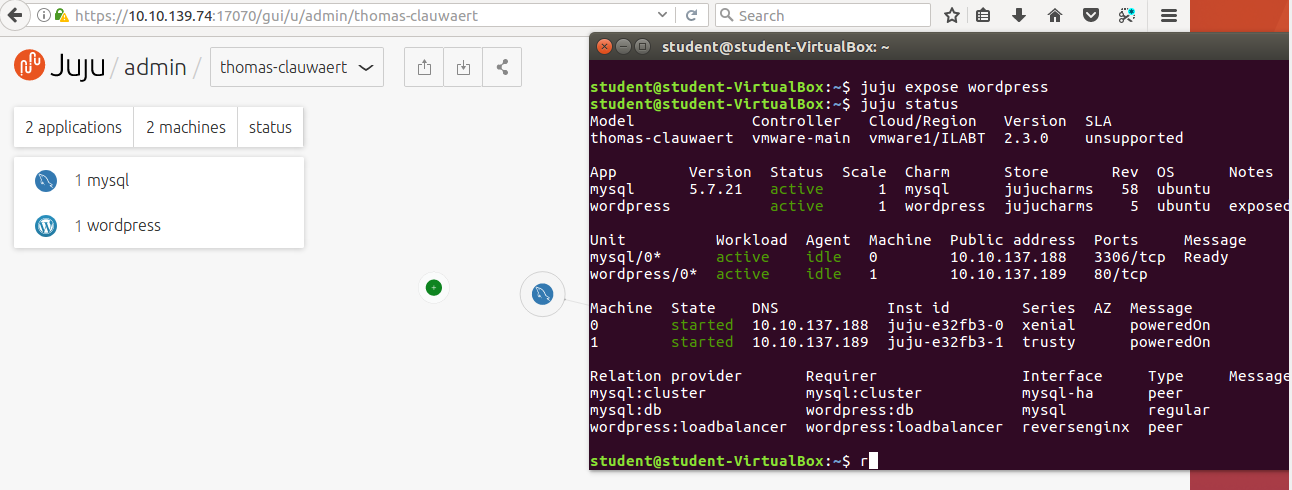 https://10.10.139.74:17070/gui/u/admin/thomas-clauwaert
Search
Juju / admin / thomas-clauwaert
2 applications 2 machines status
1 mysql
1 wordpress
student@student-VirtualBox: ~
student@student-VirtualBox:~$ juju expose wordpress
student@student-VirtualBox:~$ juju status
Model Controller Cloud/Region Version SLA
thomas-clauwaert vmware-main vmware1/ILABT 2.3.0 unsupported
App Version Status Scale Charm Store Rev OS Notes
mysql 5.7.21 active 1 mysql jujucharms 58 ubuntu
wordpress active 1 wordpress jujucharms 5 ubuntu exposed
Unit Workload Agent Machine Public address Ports Message
mysql/0* active idle 0 10.10.137.188 3306/tcp Ready
wordpress/0* active idle 1 10.10.137.189 80/tcp
Machine State DNS Inst id Series AZ Message
0 started 10.10.137.188 juju-e32fb3-0 xenial poweredOn
1 started 10.10.137.189 juju-e32fb3-1 trusty poweredOn
Relation provider Requirer Interface Type Message
mysql:cluster mysql:cluster mysql-ha peer
mysql:db wordpress:db mysql regular
wordpress:loadbalancer wordpress:loadbalancer reversenginx peer
student@student-VirtualBox:~$ r